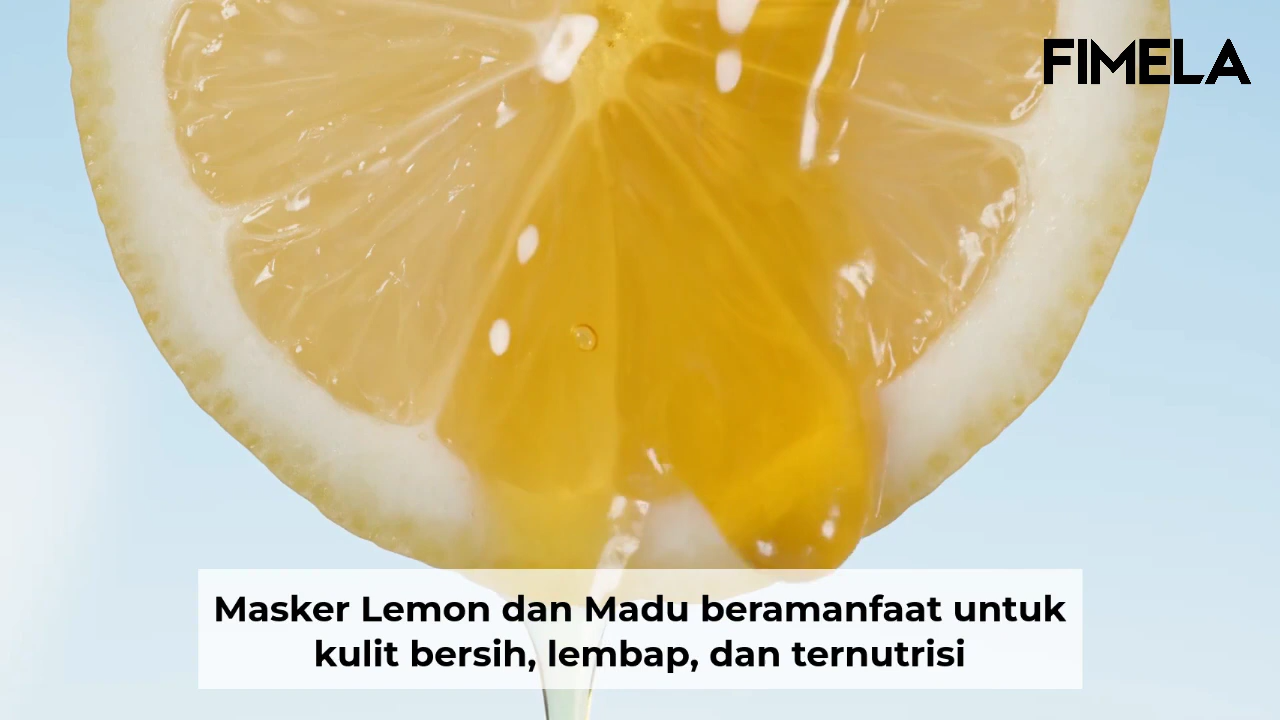 FIMELA
Masker Lemon dan Madu beramanfaat untuk
kulit bersih, lembap, dan ternutrisi